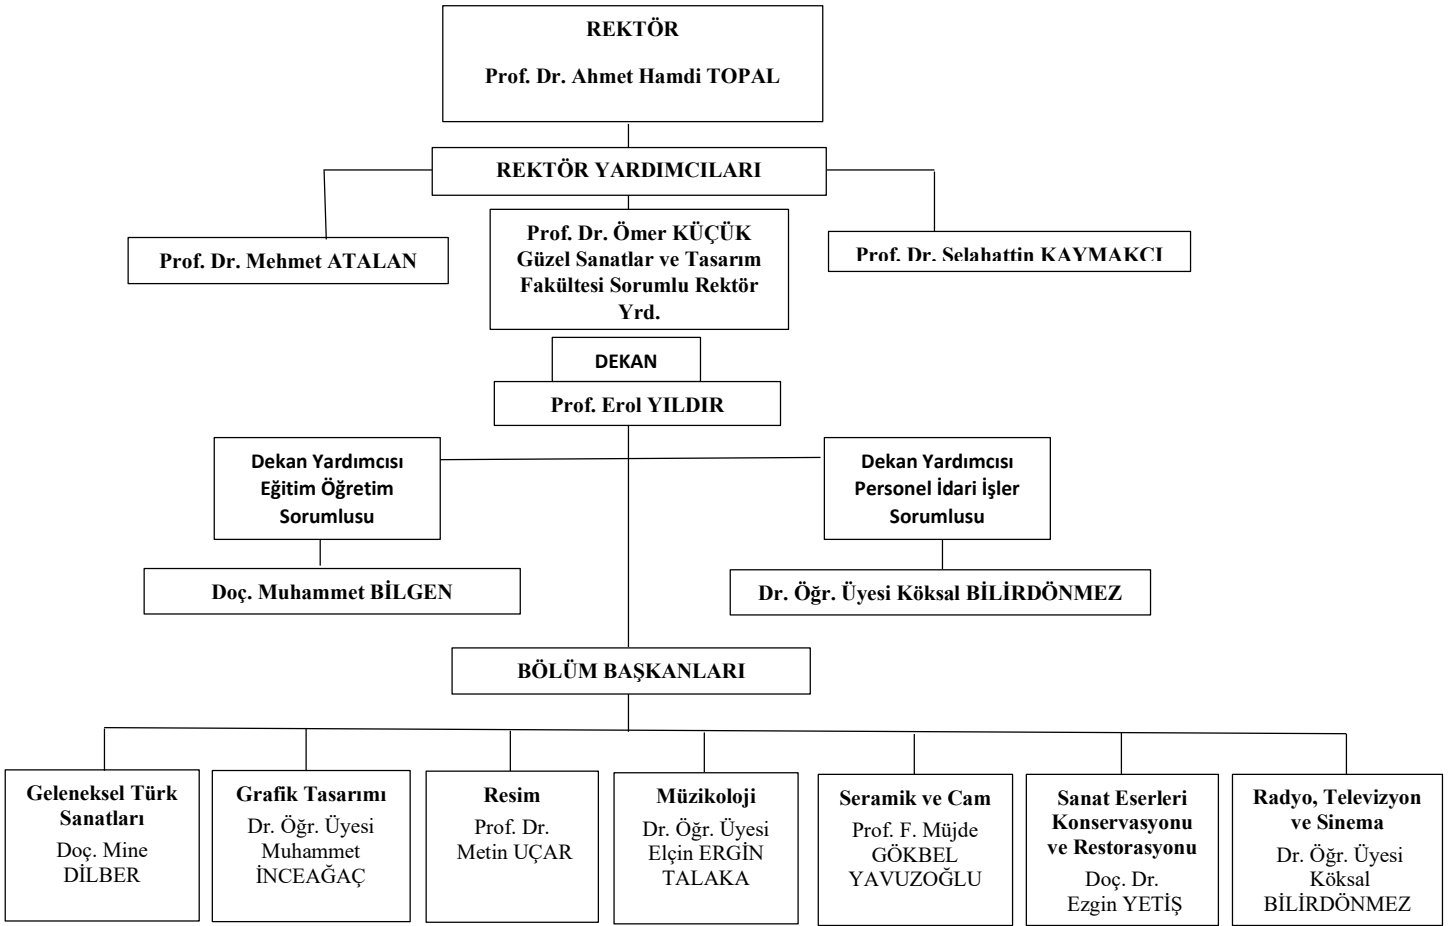 REKTÖR
Prof. Dr. Ahmet Hamdi TOPAL
REKTÖR YARDIMCILARI
Prof. Dr. Mehmet ATALAN
Prof. Dr. Ömer KÜÇÜK
Güzel Sanatlar ve Tasarım
Fakültesi Sorumlu Rektör
Yrd.
Prof. Dr. Selahattin KAYMAKCI
DEKAN
Prof. Erol YILDIR
Dekan Yardımcısı
Eğitim Öğretim
Sorumlusu
Dekan Yardımcısı
Personel İdari İşler
Sorumlusu
Doç. Muhammet BİLGEN
Dr. Öğr. Üyesi Köksal BİLİRDÖNMEZ
BÖLÜM BAŞKANLARI
Geleneksel Türk
Sanatları
Doç. Mine
DİLBER
Grafik Tasarımı
Dr. Öğr. Üyesi
Muhammet
İNCEAĞAÇ
Resim
Prof. Dr.
Metin UÇAR
Müzikoloji
Dr. Öğr. Üyesi
Elçin ERGİN
TALAKA
Seramik ve Cam
Prof. F. Müjde
GÖKBEL
YAVUZOĞLU
Sanat Eserleri
Konservasyonu
ve Restorasyonu
Doç. Dr.
Ezgin YETİŞ
Radyo, Televizyon
ve Sinema
Dr. Öğr. Üyesi
Köksal
BİLİRDÖNMEZ